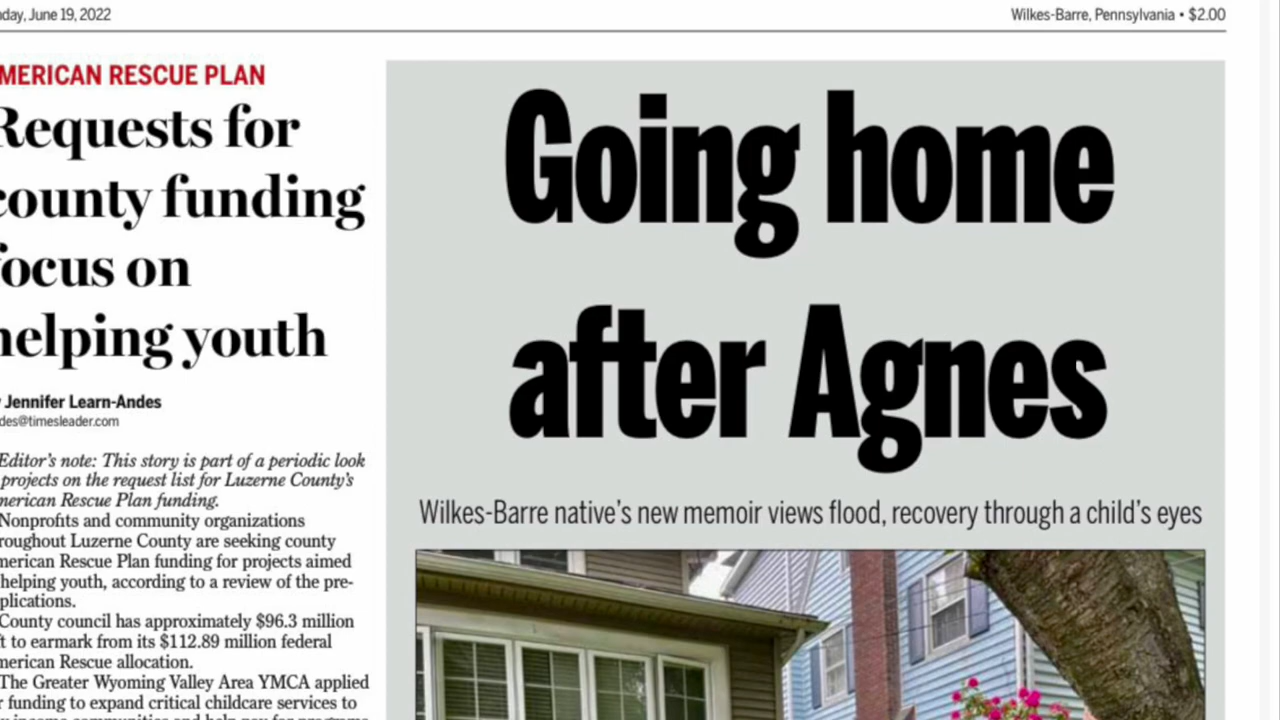 day, June 19, 2022
Wilkes-Barre, Pennsylvania • $2.00
MERICAN RESCUE PLAN
Requests for
county funding
focus on
helping youth
Jennifer Learn-Andes
des@timesleader.com
Editor's note: This story is part of a periodic look
projects on the request list for Luzerne County's
merican Rescue Plan funding.
Nonprofits and community organizations
roughout Luzerne County are seeking county
merican Rescue Plan funding for projects aimed
helping youth, according to a review of the pre-
plications.
County council has approximately $96.3 million
ft to earmark from its $112.89 million federal
merican Rescue allocation.
The Greater Wyoming Valley Area YMCA applied
r funding to expand critical childcare services to
Going home
after Agnes
Wilkes-Barre native's new memoir views flood, recovery through a child's eyes